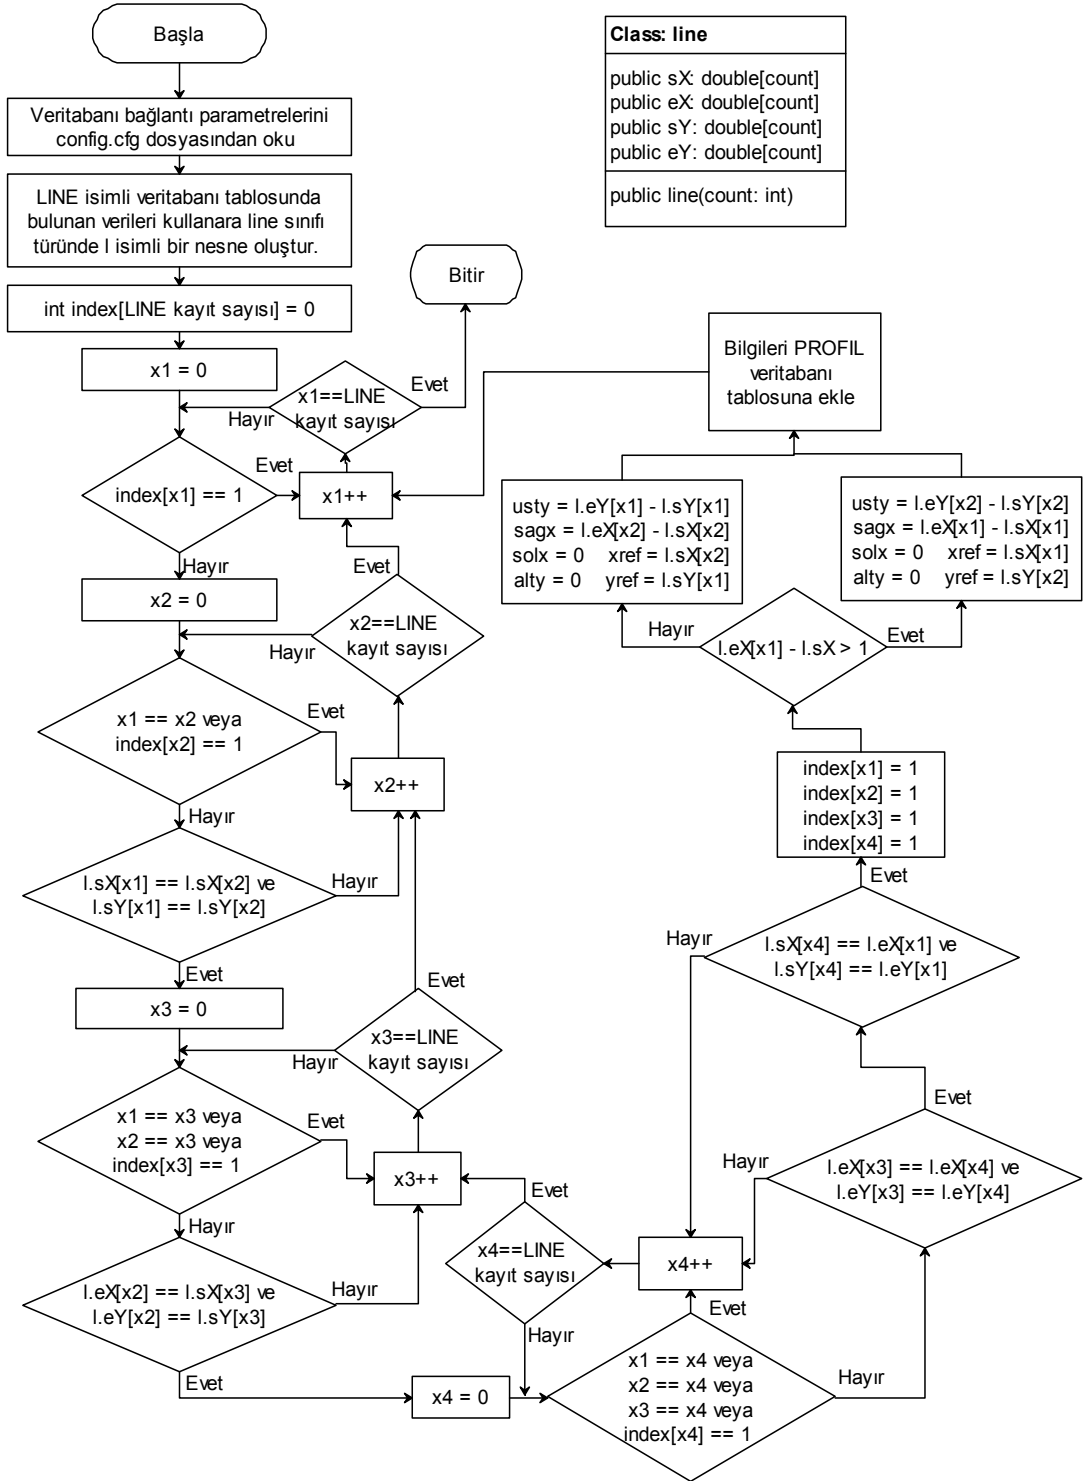 Başla
Veritabanı bağlantı parametrelerini
config.cfg dosyasından oku
LINE isimli veritabanı tablosunda
bulunan verileri kullanara line sınıfı
türünde l isimli bir nesne oluştur.
int index[LINE kayıt sayısı] = 0
x1 = 0
Class: line
public sX: double[count]
public eX: double[count]
public sY: double[count]
public eY: double[count]
public line(count: int)
Bitir
x1==LINE
kayıt sayısı
Evet
Hayır
index[x1] == 1
Evet
Hayır
x1++
Bilgileri PROFIL
veritabanı
tablosuna ekle
usty = l.eY[x1] - l.sY[x1]
sagx = l.eX[x2] - l.sX[x2]
solx = 0 xref = l.sX[x2]
alty = 0 yref = l.sY[x1]
usty = l.eY[x2] - l.sY[x2]
sagx = l.eX[x1] - l.sX[x1]
solx = 0 xref = l.sX[x1]
alty = 0 yref = l.sY[x2]
x2 = 0
Evet
x2==LINE
kayıt sayısı
Hayır
Hayır
l.eX[x1] - l.sX > 1
Evet
x1 == x2 veya
index[x2] == 1
Evet
Hayır
x2++
index[x1] = 1
index[x2] = 1
index[x3] = 1
index[x4] = 1
l.sX[x1] == l.sX[x2] ve
l.sY[x1] == l.sY[x2]
Hayır
Evet
Evet
Hayır
l.sX[x4] == l.eX[x1] ve
l.sY[x4] == l.eY[x1]
x3 = 0
Evet
x3==LINE
kayıt sayısı
Hayır
x1 == x3 veya
x2 == x3 veya
index[x3] == 1
Evet
Hayır
x3++
Evet
Hayır
l.eX[x3] == l.eX[x4] ve
l.eY[x3] == l.eY[x4]
l.eX[x2] == l.sX[x3] ve
l.eY[x2] == l.sY[x3]
Hayır
Evet
Evet
x4==LINE
kayıt sayısı
Hayır
x4++
Evet
x4 = 0
x1 == x4 veya
x2 == x4 veya
x3 == x4 veya
index[x4] == 1
Hayır